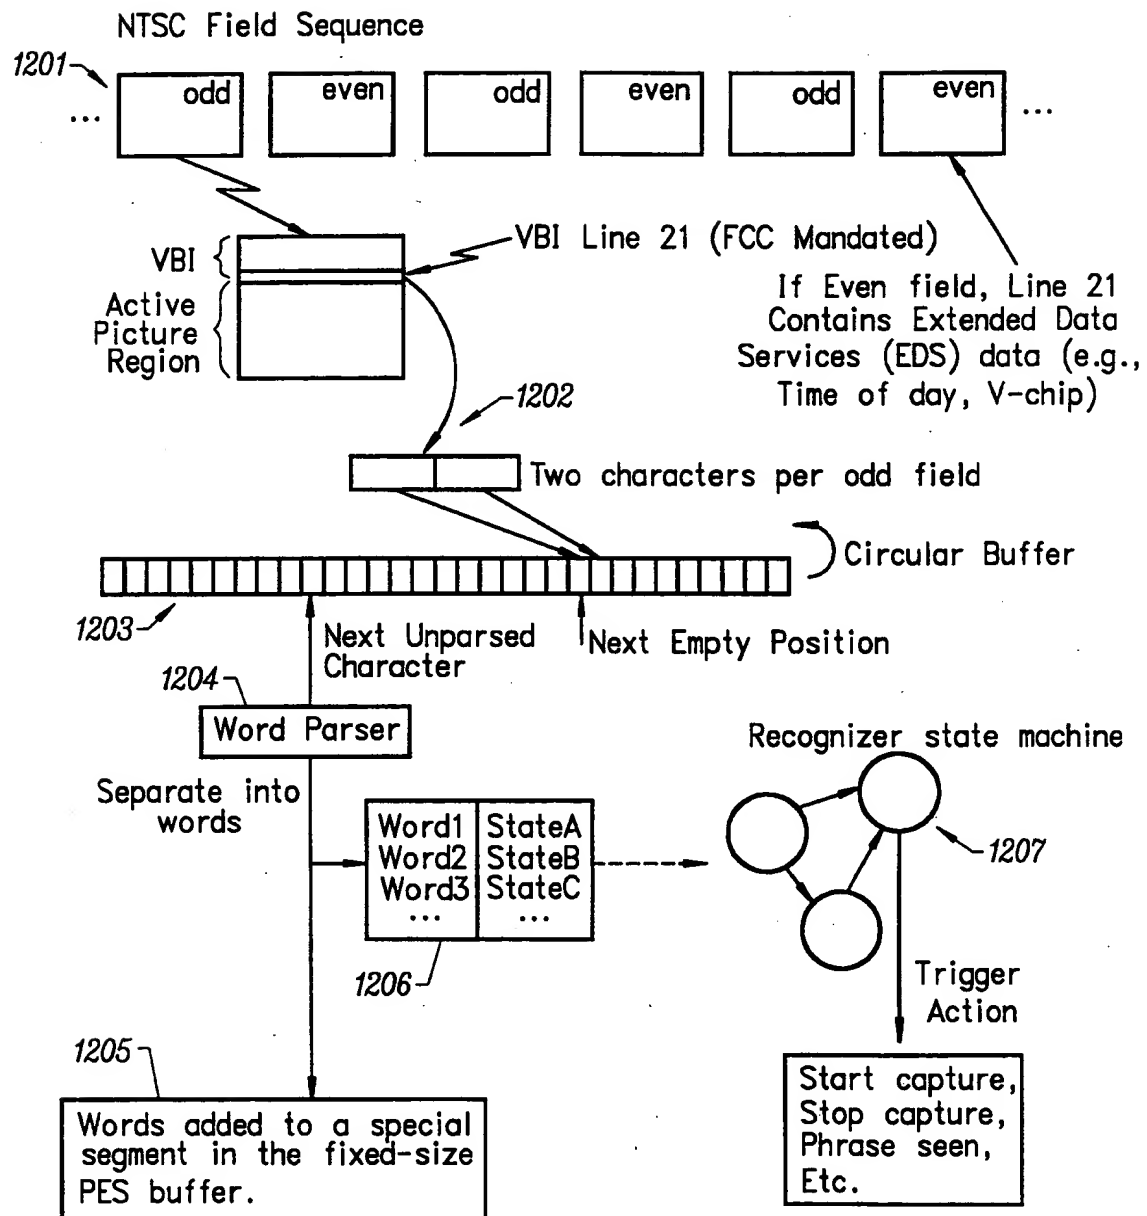 NTSC Field Sequence
1201
... odd even odd even odd even ...
VBI
VBI Line 21 (FCC Mandated)
Active
Picture
Region
If Even field, Line 21
Contains Extended Data
Services (EDS) data (e.g.,
Time of day, V-chip)
1202
Two characters per odd field
Circular Buffer
1203
Next Unparsed
Character
Next Empty Position
1204
Word Parser
Separate into
words
Word1 StateA
Word2 StateB
Word3 StateC
... ...
1206
Recognizer state machine
1207
Trigger
Action
1205
Words added to a special
segment in the fixed-size
PES buffer.
Start capture,
Stop capture,
Phrase seen,
Etc.